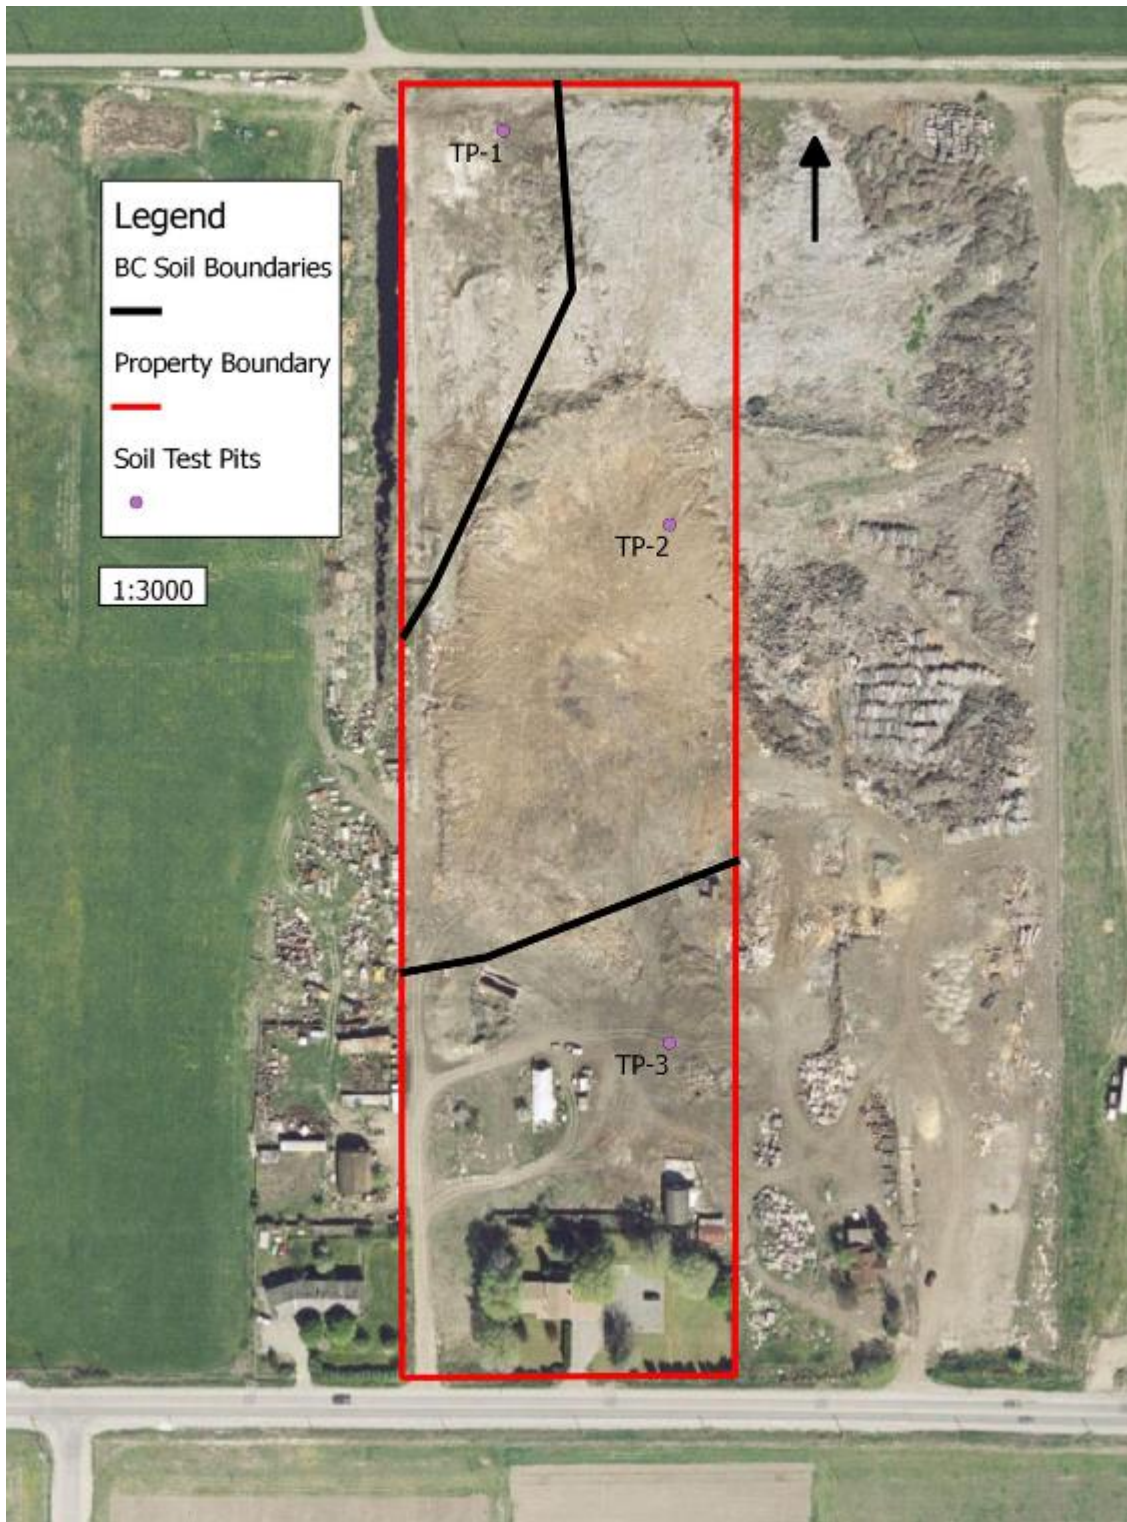 TP-1
Legend
BC Soil Boundaries
Property Boundary
Soil Test Pits
TP-2
1:3000
TP-3